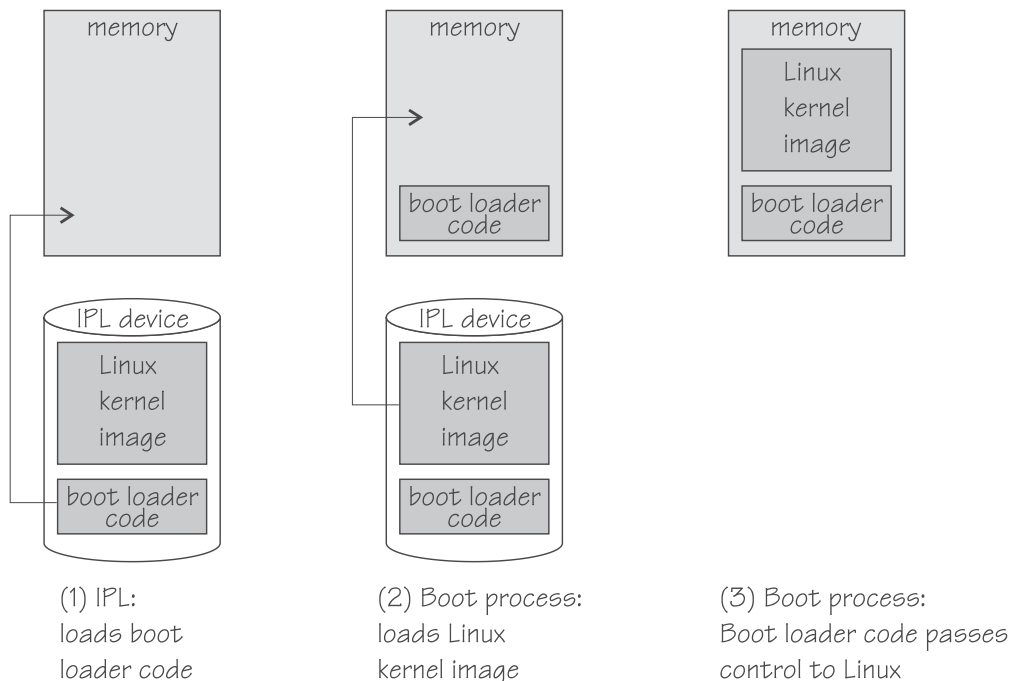 memory
IPL device
Linux
kernel
image
boot loader
code
(1) IPL:
loads boot
loader code
memory
boot loader
code
IPL device
Linux
kernel
image
boot loader
code
(2) Boot process:
loads Linux
kernel image
memory
Linux
kernel
image
boot loader
code
(3) Boot process:
Boot loader code passes
control to Linux